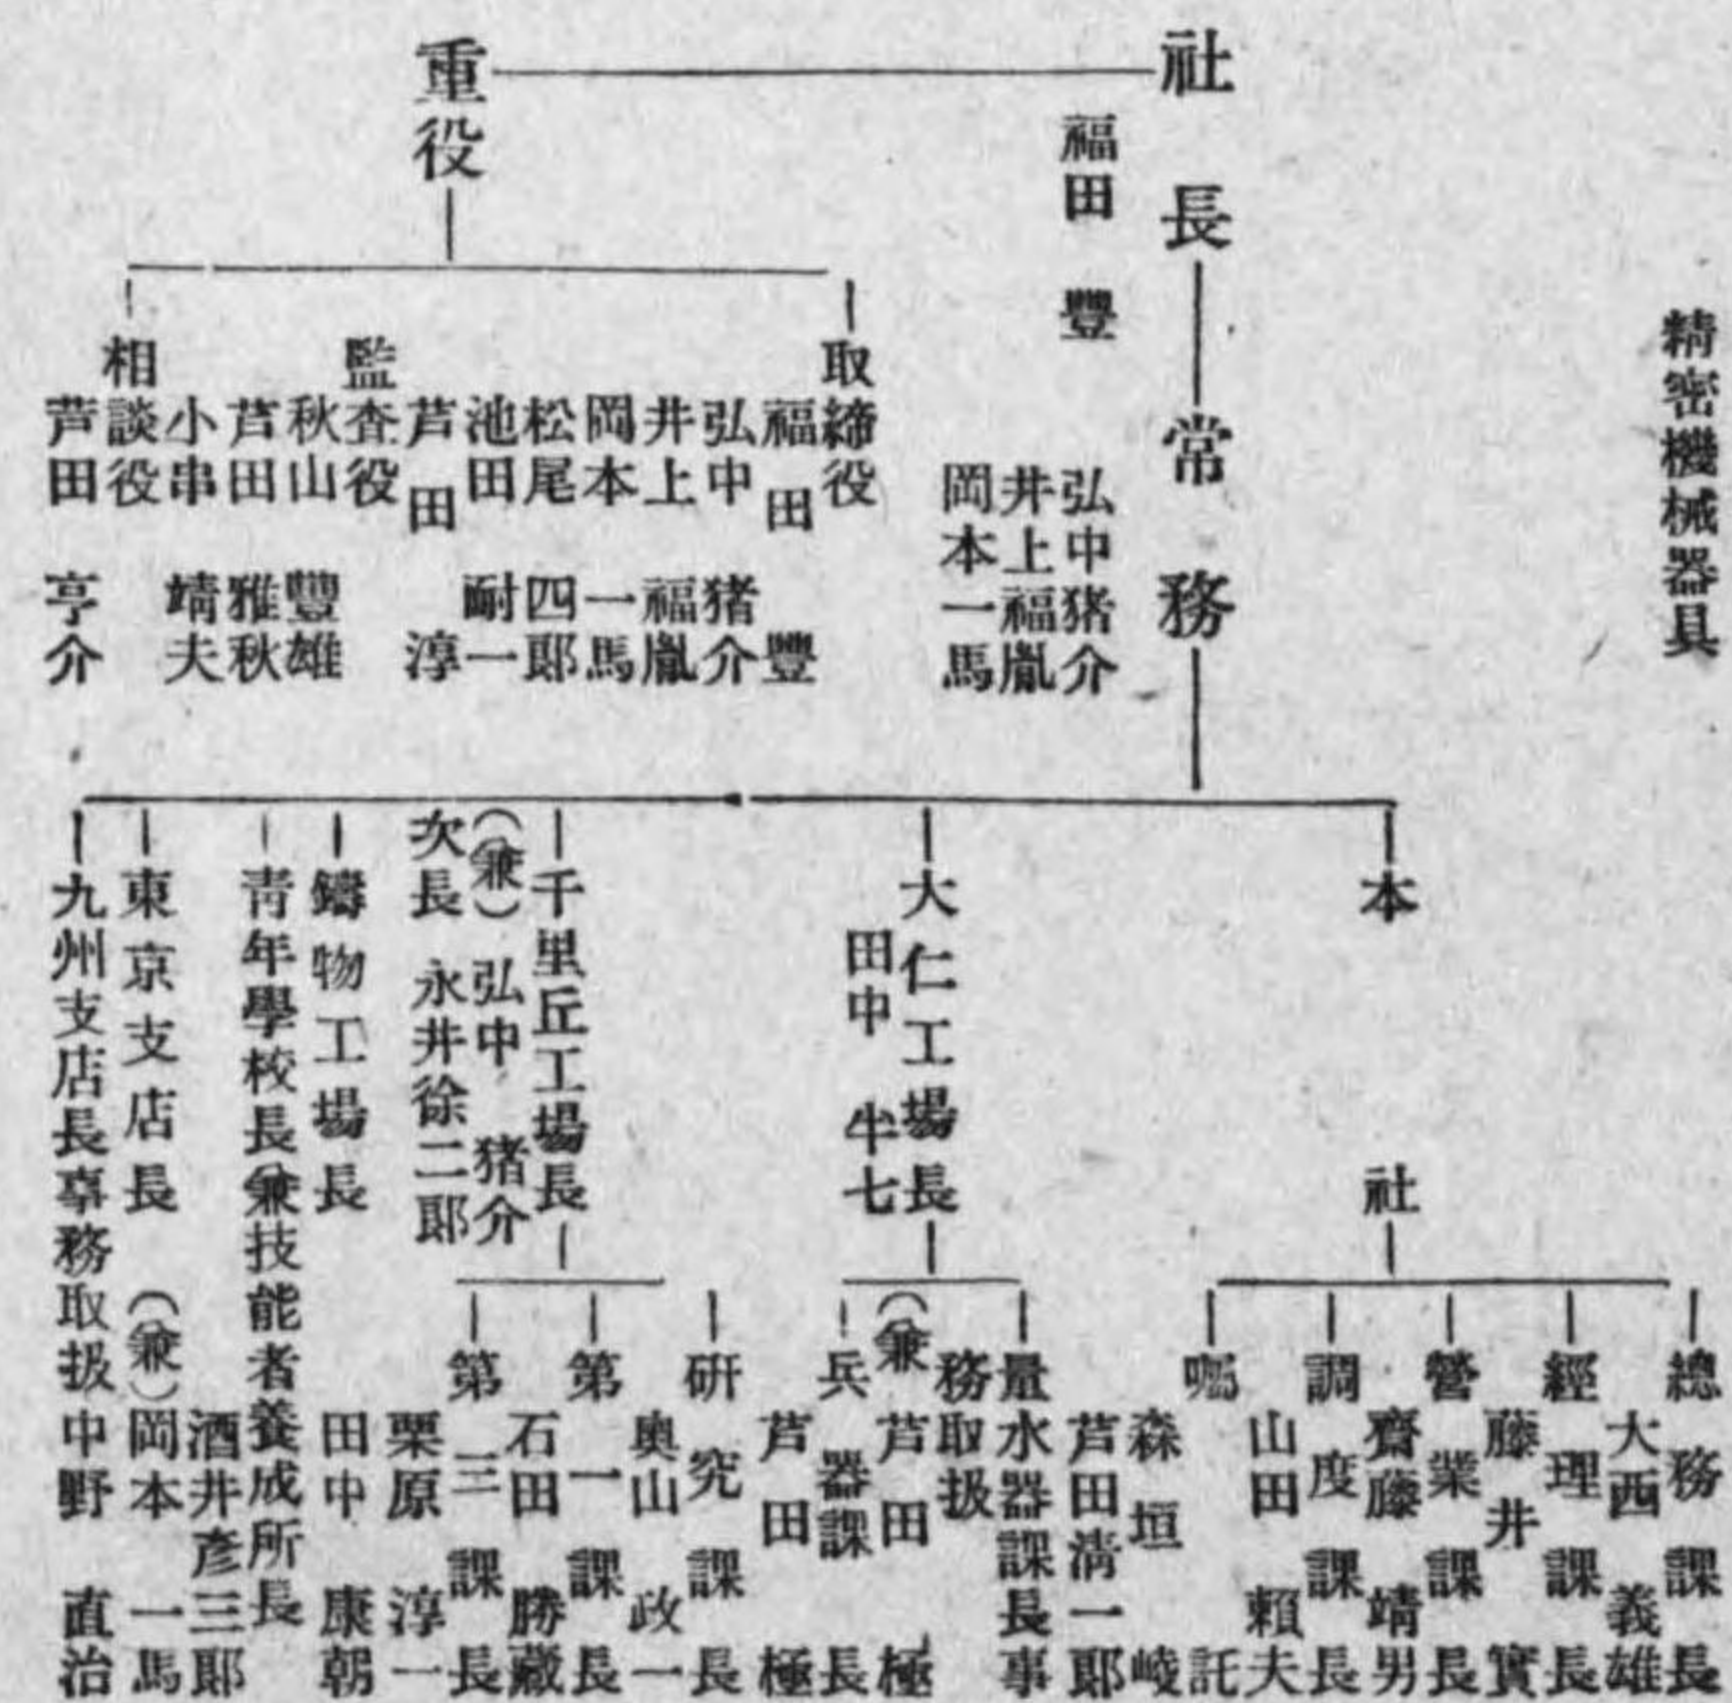 精密機械器具
社長
福田 豐
常務
弘中猪介
井上福胤
岡本一馬
重役
取締役
福田 豐
弘中 猪介
井上 福胤
岡本 一馬
松尾 四郎
池田 耐一
芦田 淳
監査役
秋山 豐雄
芦田 雅秋
小串 靖夫
相談役
芦田 亨介
本社
總務課長
大西 義雄
經理課長
藤井 實
營業課長
齋藤 靖男
調度課長
山田 賴夫
囑託
森垣 崚
芦田淸一郎
大仁工場長
田中 半七
量水器課長事
務取扱
(兼)芦田 極
兵器課長
芦田 極
千里丘工場長
(兼)弘中 猪介
次長 永井徐二郎
研究課長
奥山 政一
第一課長
石田 勝藏
第三課長
栗原 淳一
鑄物工場長
田中 康朝
靑年學校長兼技能者養成所長
酒井彥三郎
東京支店長 (兼)岡本 一馬
九州支店長事務取扱 中野 直治